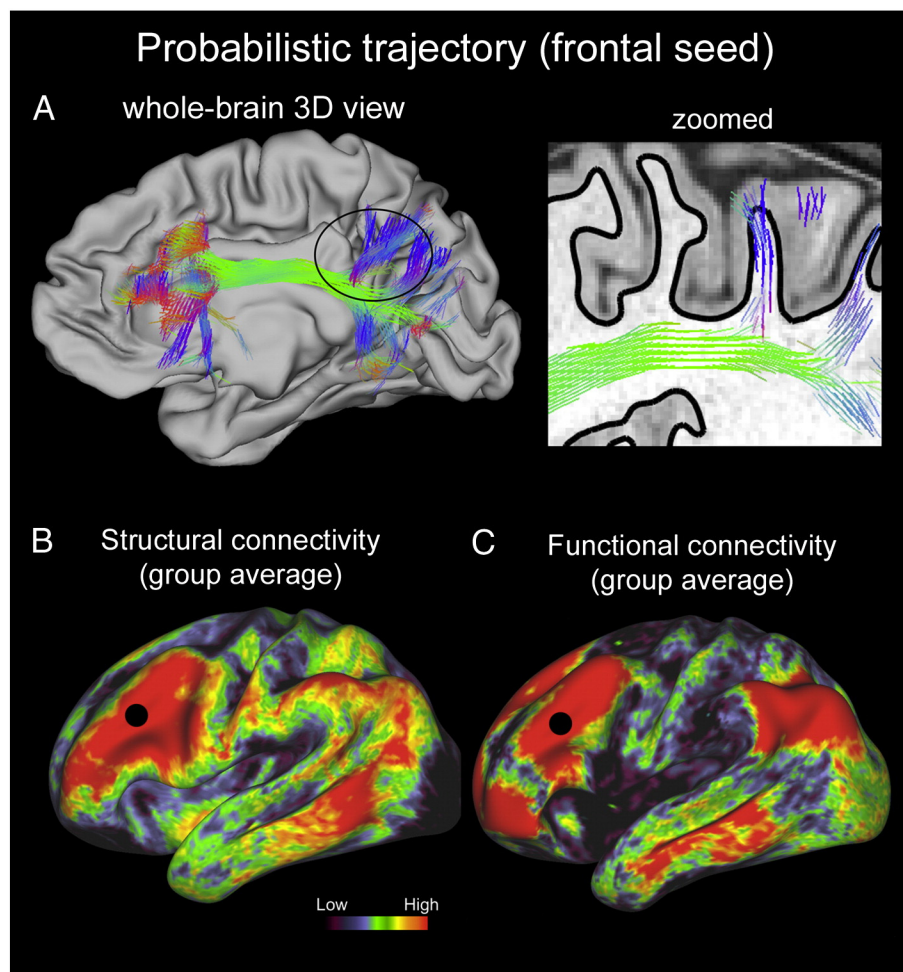 Probabilistic trajectory (frontal seed)
A
whole-brain 3D view
zoomed
B
Structural connectivity
(group average)
C
Functional connectivity
(group average)
Low
High